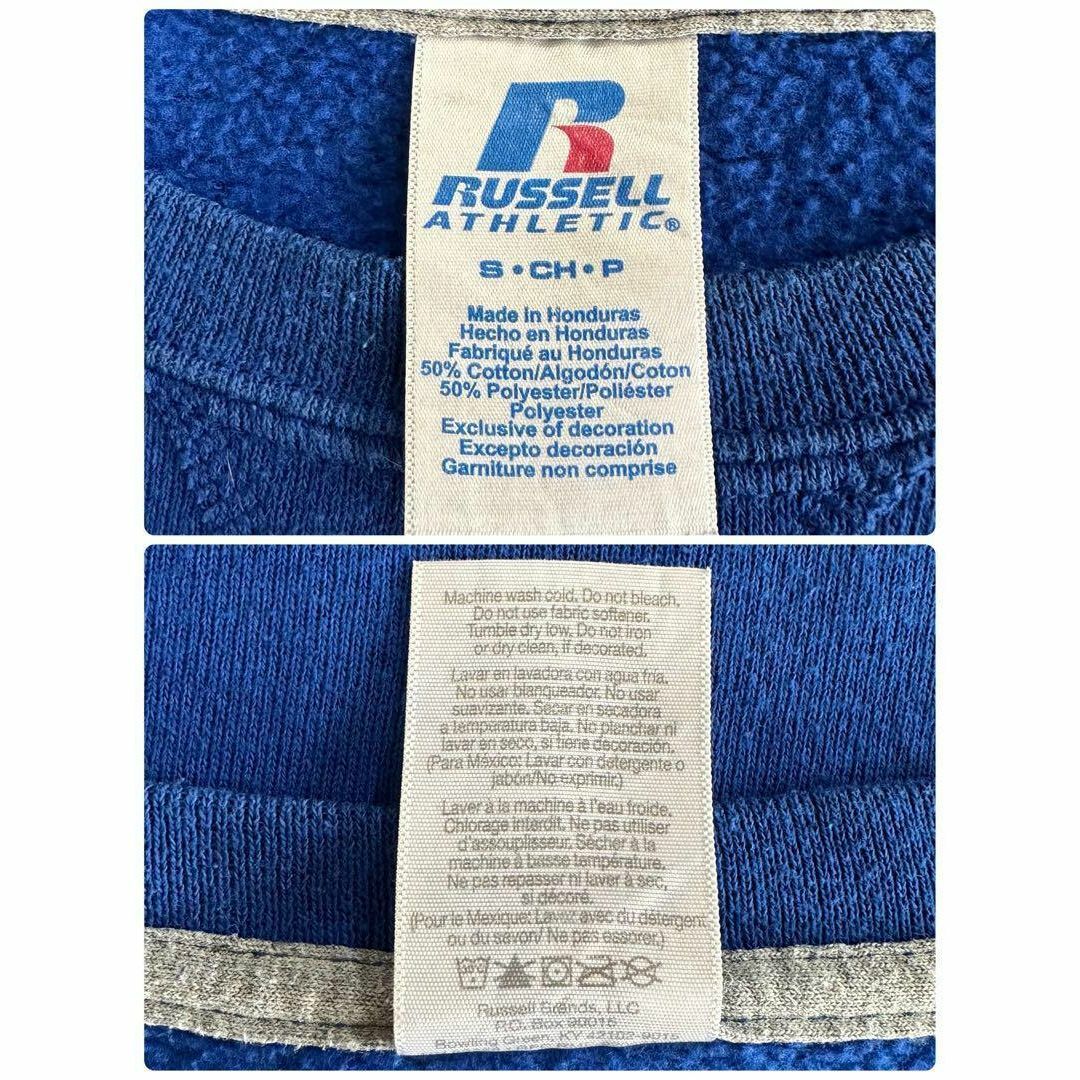 RUSSELL
ATHLETIC®
S • CH • P
Made in Honduras
Hecho en Honduras
Fabriqué au Honduras
50% Cotton/Algodón/Coton
50% Polyester/Poliéster
Polyester
Exclusive of decoration
Excepto decoración
Garniture non comprise
Machine wash cold. Do not bleach.
Do not use fabric softener.
Tumble dry low. Do not iron
or dry clean, if decorated.
Lavar en lavadora con agua fria.
No usar blanqueador. No usar
suavizante. Secar en secadora
a temperatura baja. No planchar ni
lavar en seco, si tiene decoración.
(Para México: Lavar con detergente o
jabón/No exprimir.)
Laver à la machine à l'eau froide.
Chlorage interdit. Ne pas utiliser
d'assouplisseur. Sécher à la
machine à basse température.
Ne pas repasser ni laver à sec,
si décoré.
(Pour le Mexique: Laver avec du détergent
ou du savon/ Ne pas essorer.)
Russell Brands, LLC
P.O. Box 90015
Bowling Green, KY